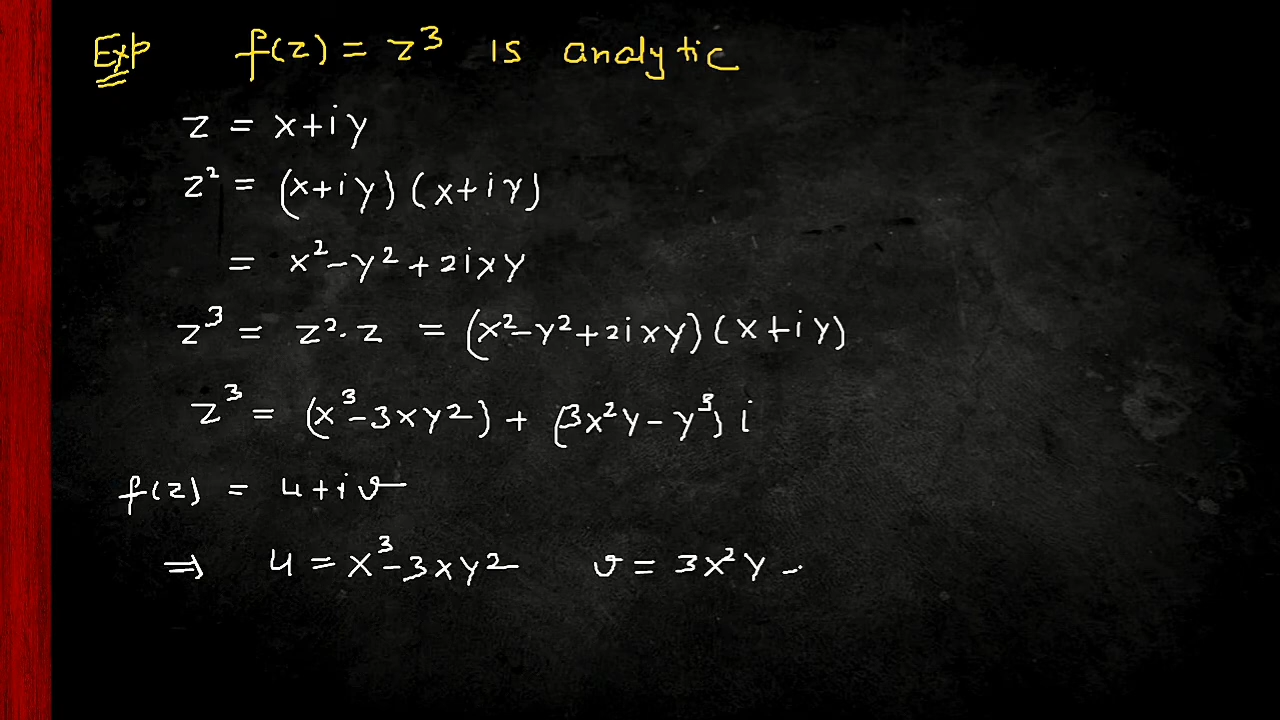 Exp f(z) = z³ is analytic
z = x+iy
z² = (x+iy)(x+iy)
= x²-y²+2ixy
z³ = z².z = (x²-y²+2ixy)(x+iy)
z³ = (x³-3xy²)+(3x²y-y³)i
f(z) = u+iv
⇒ u = x³-3xy² v = 3x²y -